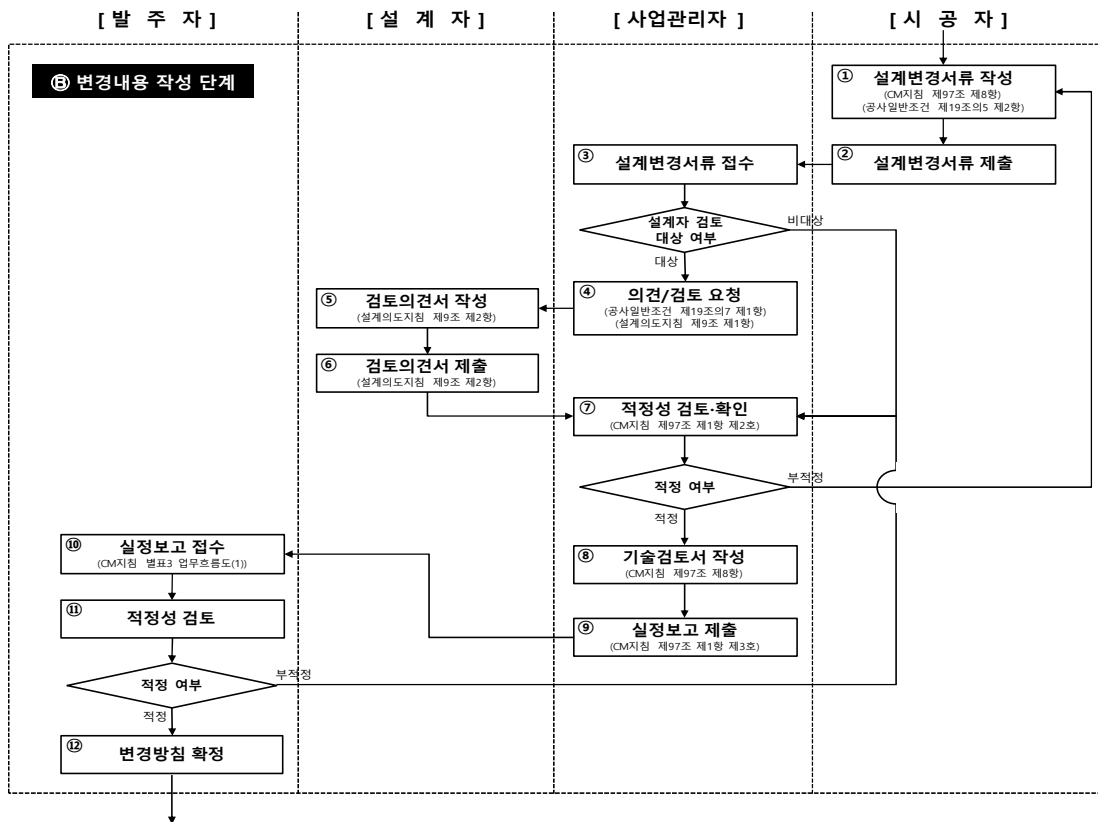 [ 발 주 자 ]
[ 설 계 자 ]
[ 사업관리자 ]
[ 시 공 자 ]
Ⓑ 변경내용 작성 단계
① 설계변경서류 작성
(CM지침 제97조 제8항)
(공사일반조건 제19조의5 제2항)
② 설계변경서류 제출
③ 설계변경서류 접수
설계자 검토
대상 여부
비대상
대상
④ 의견/검토 요청
(공사일반조건 제19조의7 제1항)
(설계의도지침 제9조 제1항)
⑤ 검토의견서 작성
(설계의도지침 제9조 제2항)
⑥ 검토의견서 제출
(설계의도지침 제9조 제2항)
⑦ 적정성 검토·확인
(CM지침 제97조 제1항 제2호)
적정 여부
부적정
적정
⑧ 기술검토서 작성
(CM지침 제97조 제8항)
⑨ 실정보고 제출
(CM지침 제97조 제1항 제3호)
⑩ 실정보고 접수
(CM지침 별표3 업무흐름도(1))
⑪ 적정성 검토
적정 여부
부적정
적정
⑫ 변경방침 확정